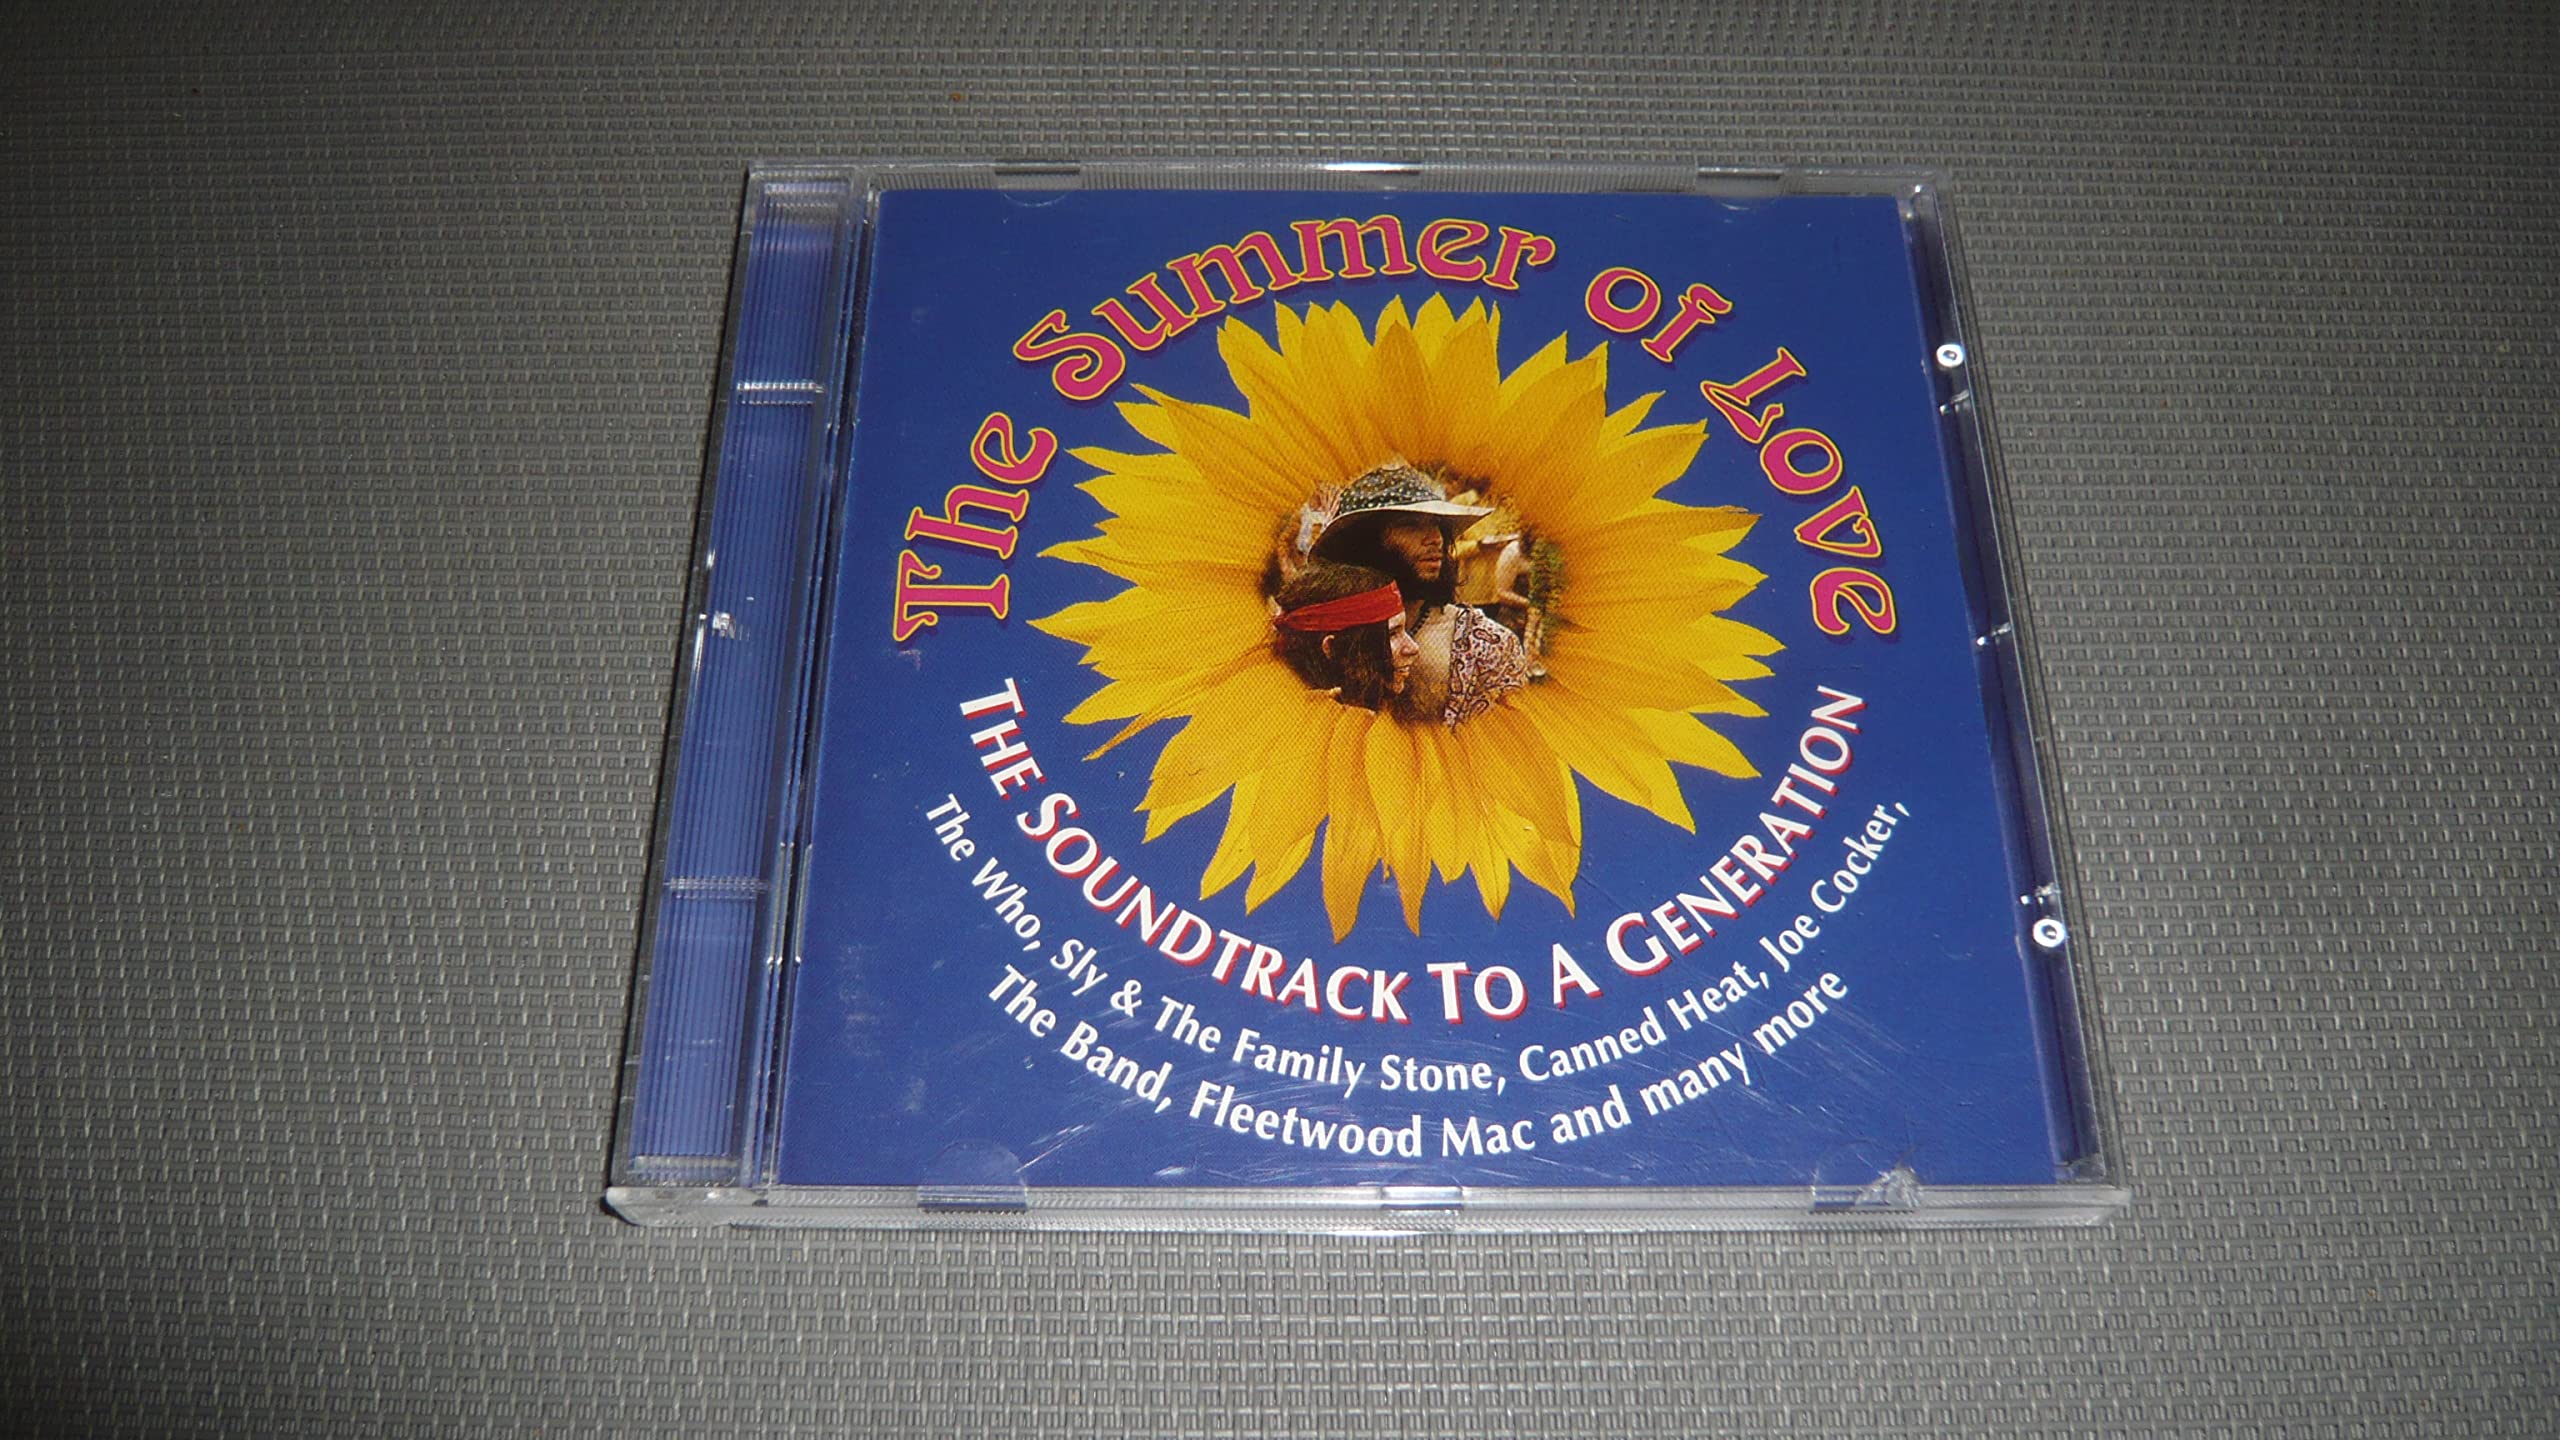 The Summer of Love
THE SOUNDTRACK TO A GENERATION
The Who, Sly & The Family Stone, Canned Heat, Joe Cocker,
The Band, Fleetwood Mac and many more